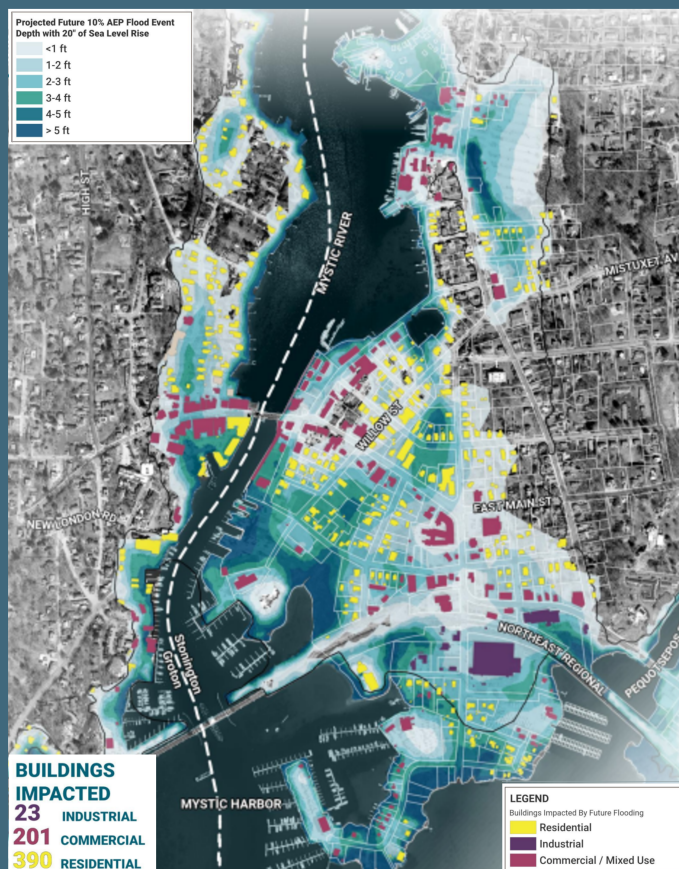 Projected Future 10% AEP Flood Event
Depth with 20" of Sea Level Rise
<1 ft
1-2 ft
2-3 ft
3-4 ft
4-5 ft
> 5 ft
HIGH ST
MYSTIC RIVER
MISTUXET AV
WILLOW ST
1
NEW LONDON RD
EAST MAIN ST
Stonington
Groton
NORTHEAST REGIONAL
PEQUOTSEPOS
MYSTIC HARBOR
BUILDINGS
IMPACTED
23 INDUSTRIAL
201 COMMERCIAL
390 RESIDENTIAL
LEGEND
Buildings Impacted By Future Flooding
Residential
Industrial
Commercial / Mixed Use